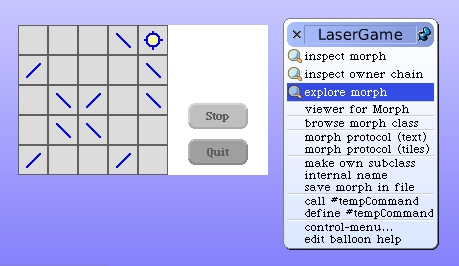 Stop
Quit
LaserGame
inspect morph
inspect owner chain
explore morph
viewer for Morph
browse morph class
morph protocol (text)
morph protocol (tiles)
make own subclass
internal name
save morph in file
call #tempCommand
define #tempCommand
control-menu...
edit balloon help